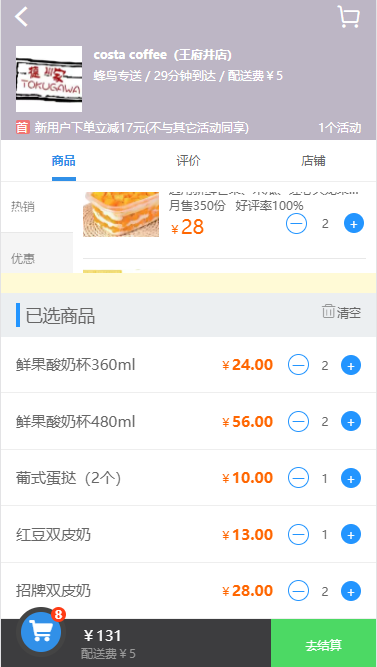 costa coffee（王府井店）
蜂鸟专送 / 29分钟到达 / 配送费￥5
TOKUGAWA
首 新用户下单立减17元(不与其它活动同享) 1个活动
商品 评价 店铺
热销
月售350份 好评率100%
￥28 2
优惠
已选商品 清空
鲜果酸奶杯360ml ￥24.00 2
鲜果酸奶杯480ml ￥56.00 2
葡式蛋挞（2个） ￥10.00 1
红豆双皮奶 ￥13.00 1
招牌双皮奶 ￥28.00 2
8
￥131
配送费￥5
去结算